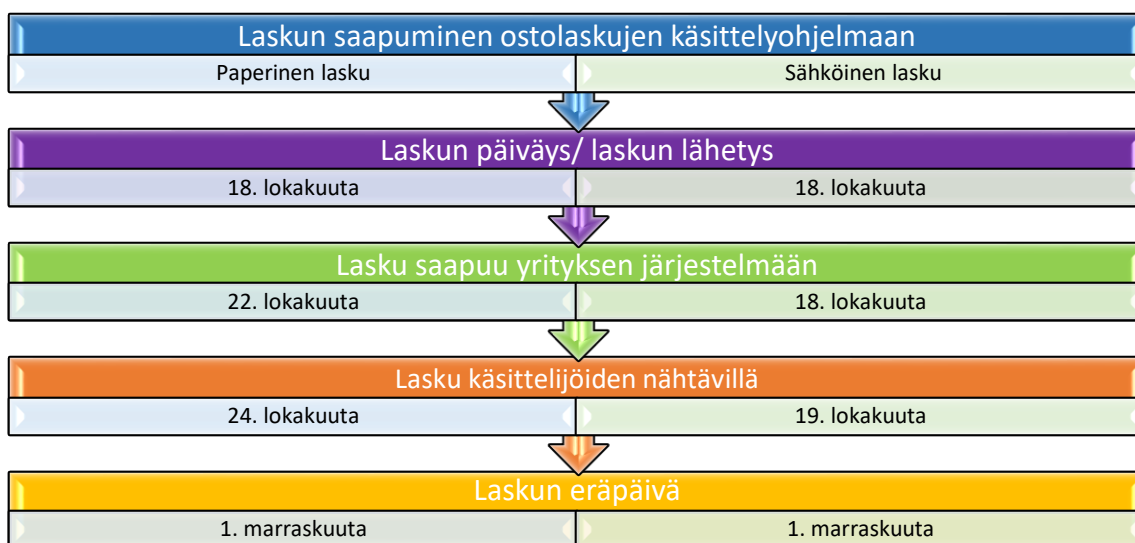 Laskun saapuminen ostolaskujen käsittelyohjelmaan
Paperinen lasku Sähköinen lasku
Laskun päiväys/ laskun lähetys
18. lokakuuta 18. lokakuuta
Lasku saapuu yrityksen järjestelmään
22. lokakuuta 18. lokakuuta
Lasku käsittelijöiden nähtävillä
24. lokakuuta 19. lokakuuta
Laskun eräpäivä
1. marraskuuta 1. marraskuuta